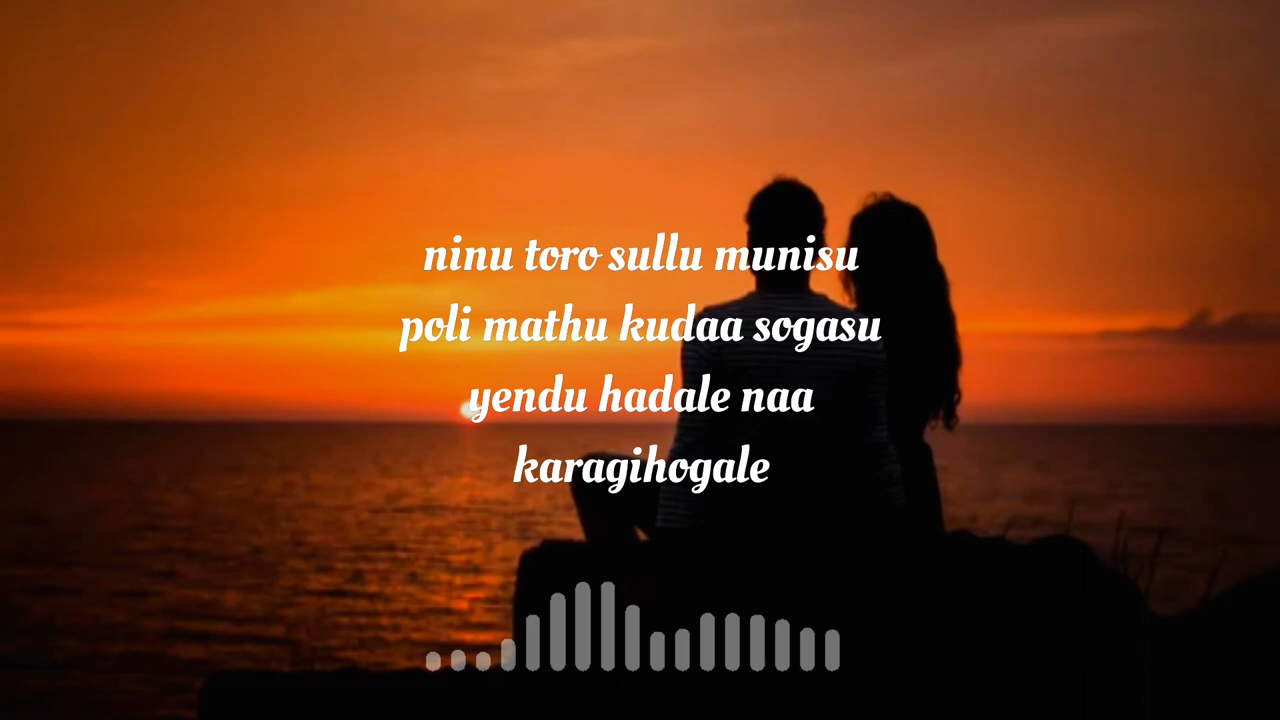 ninu toro sullu munisu
poli mathu kudaa sogasu
yendu hadale naa
karagihogale